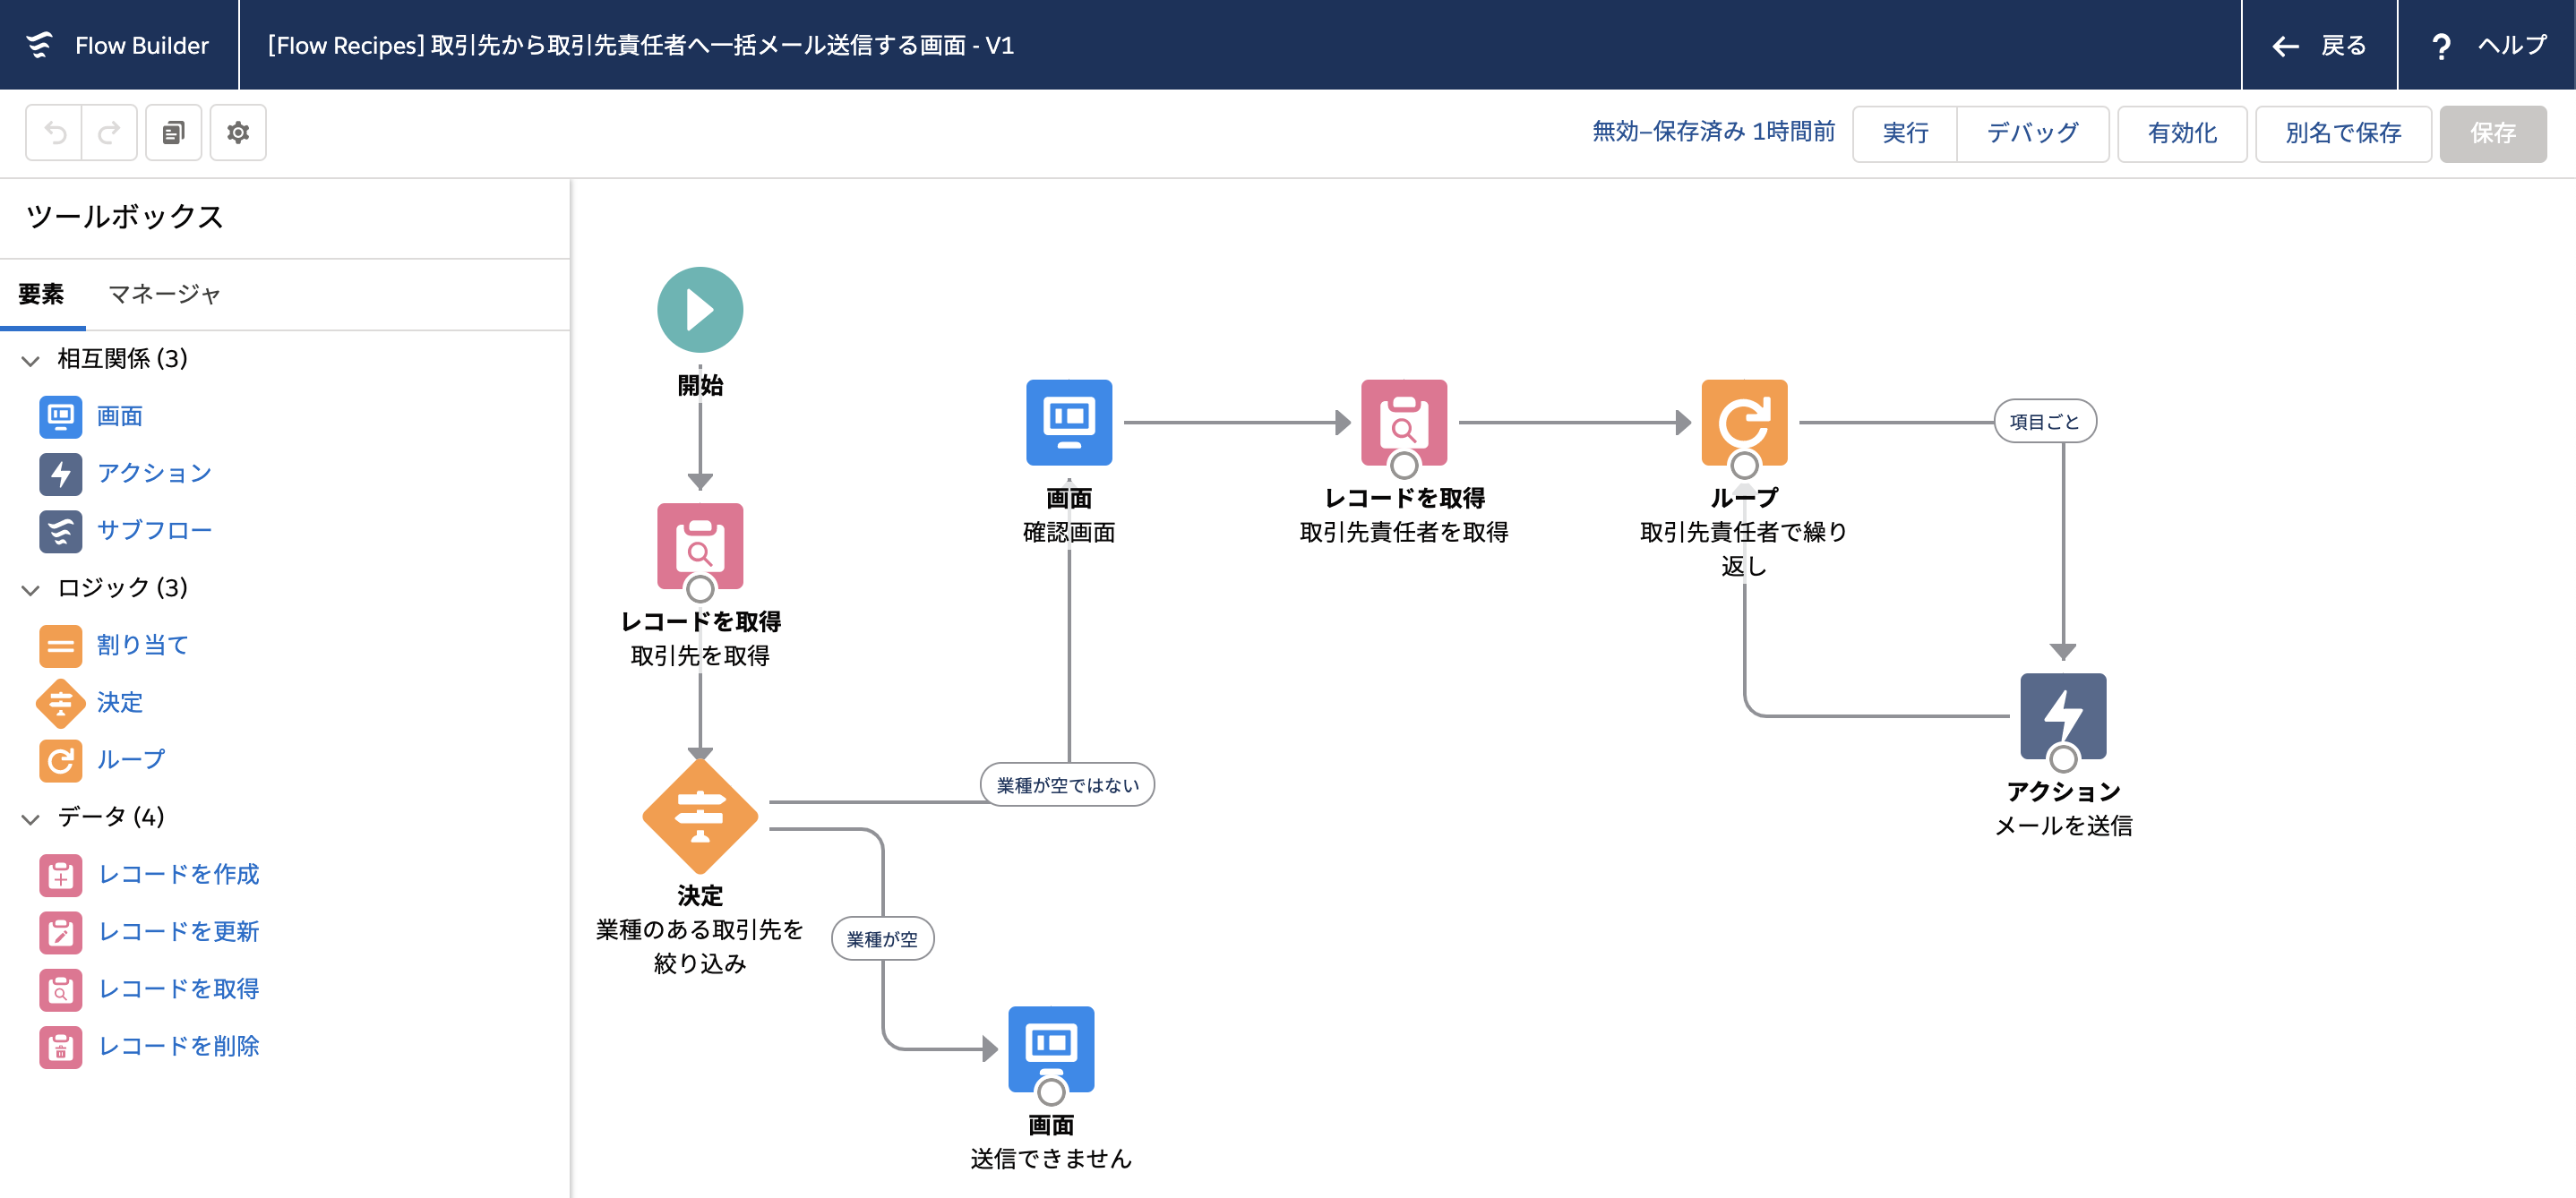 Flow Builder
[Flow Recipes] 取引先から取引先責任者へ一括メール送信する画面 - V1
戻る
? ヘルプ
無効–保存済み 1時間前
実行
デバッグ
有効化
別名で保存
保存
ツールボックス
要素
マネージャ
相互関係 (3)
画面
アクション
サブフロー
ロジック (3)
割り当て
決定
ループ
データ (4)
レコードを作成
レコードを更新
レコードを取得
レコードを削除
開始
レコードを取得
取引先を取得
決定
業種のある取引先を
絞り込み
業種が空ではない
業種が空
画面
送信できません
画面
確認画面
レコードを取得
取引先責任者を取得
ループ
取引先責任者で繰り
返し
項目ごと
アクション
メールを送信